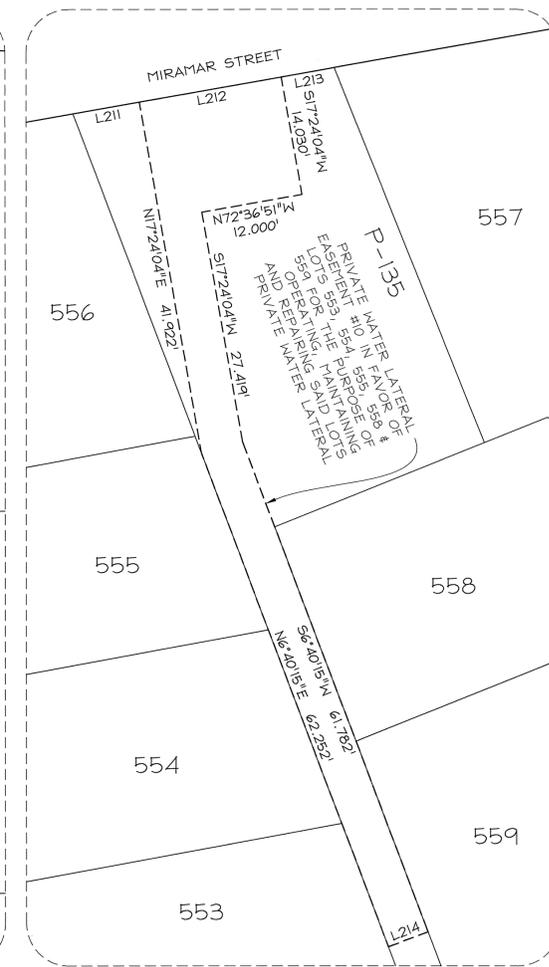 MIRAMAR STREET
L211
L212
L213
S17°24'04"W
14.030'
N72°36'51"W
12.000'
N17°24'04"E 41.922'
S17°24'04"W 27.419'
P-135
PRIVATE WATER LATERAL
EASEMENT #10 IN FAVOR OF
LOTS 553, 554, 555, 558 &
559 FOR THE PURPOSE OF
OPERATING, MAINTAINING
AND REPAIRING SAID LOTS
PRIVATE WATER LATERAL
556
557
555
558
S6°40'15"W 61.782'
N6°40'15"E 62.252'
554
559
553
L214